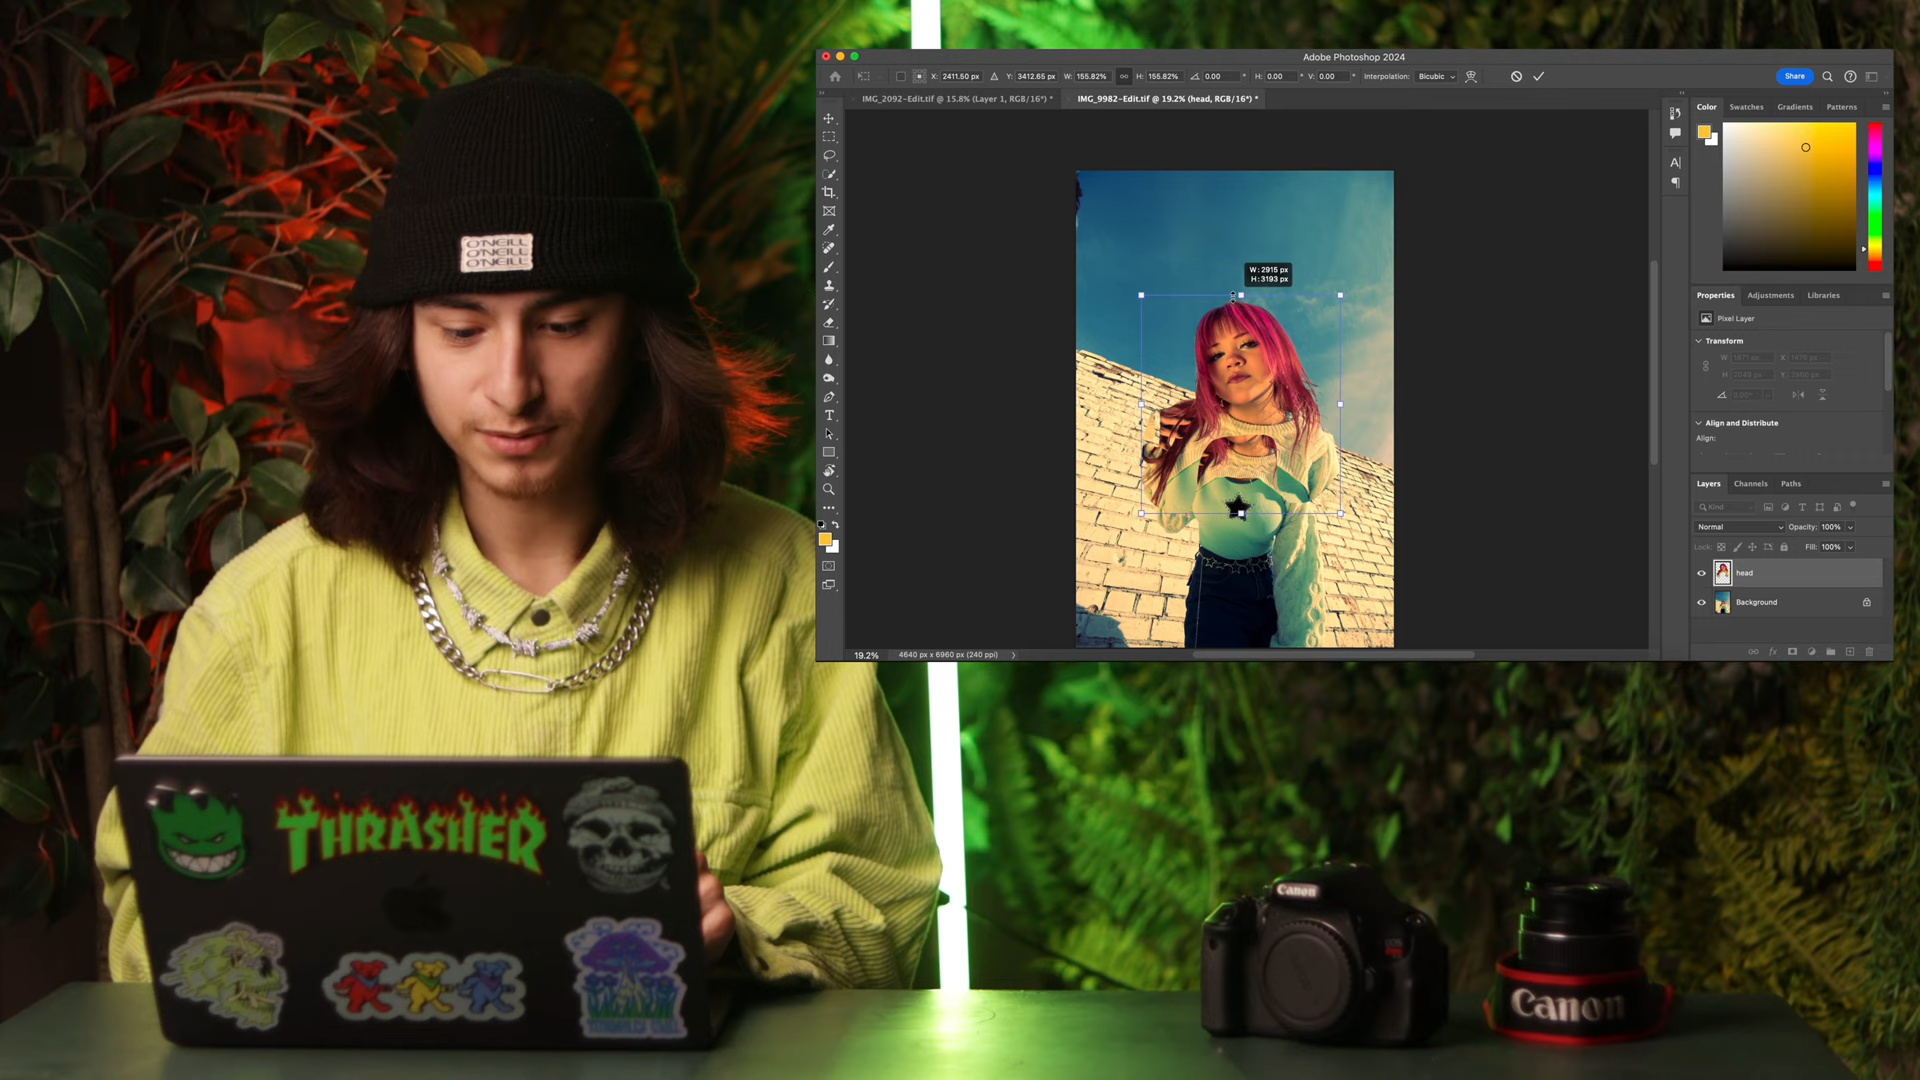 O'NEILL
O'NEILL
O'NEILL
Adobe Photoshop 2024
X: 2411.50 px Y: 3412.65 px W: 155.82% H: 155.82% 0.00 ° H: 0.00 ° V: 0.00 ° Interpolation: Bicubic Share
IMG_2092-Edit.tif @ 15.8% (Layer 1, RGB/16*) * IMG_9982-Edit.tif @ 19.2% (head, RGB/16*) *
Color Swatches Gradients Patterns
W: 2915 px
H: 3193 px
Properties Adjustments Libraries
Pixel Layer
Transform
W X
H Y
Align and Distribute
Align:
Layers Channels Paths
Kind
Normal Opacity: 100%
Lock: Fill: 100%
head
Background
19.2% 4640 px x 6960 px (240 ppi)
THRASHER
Canon
Canon